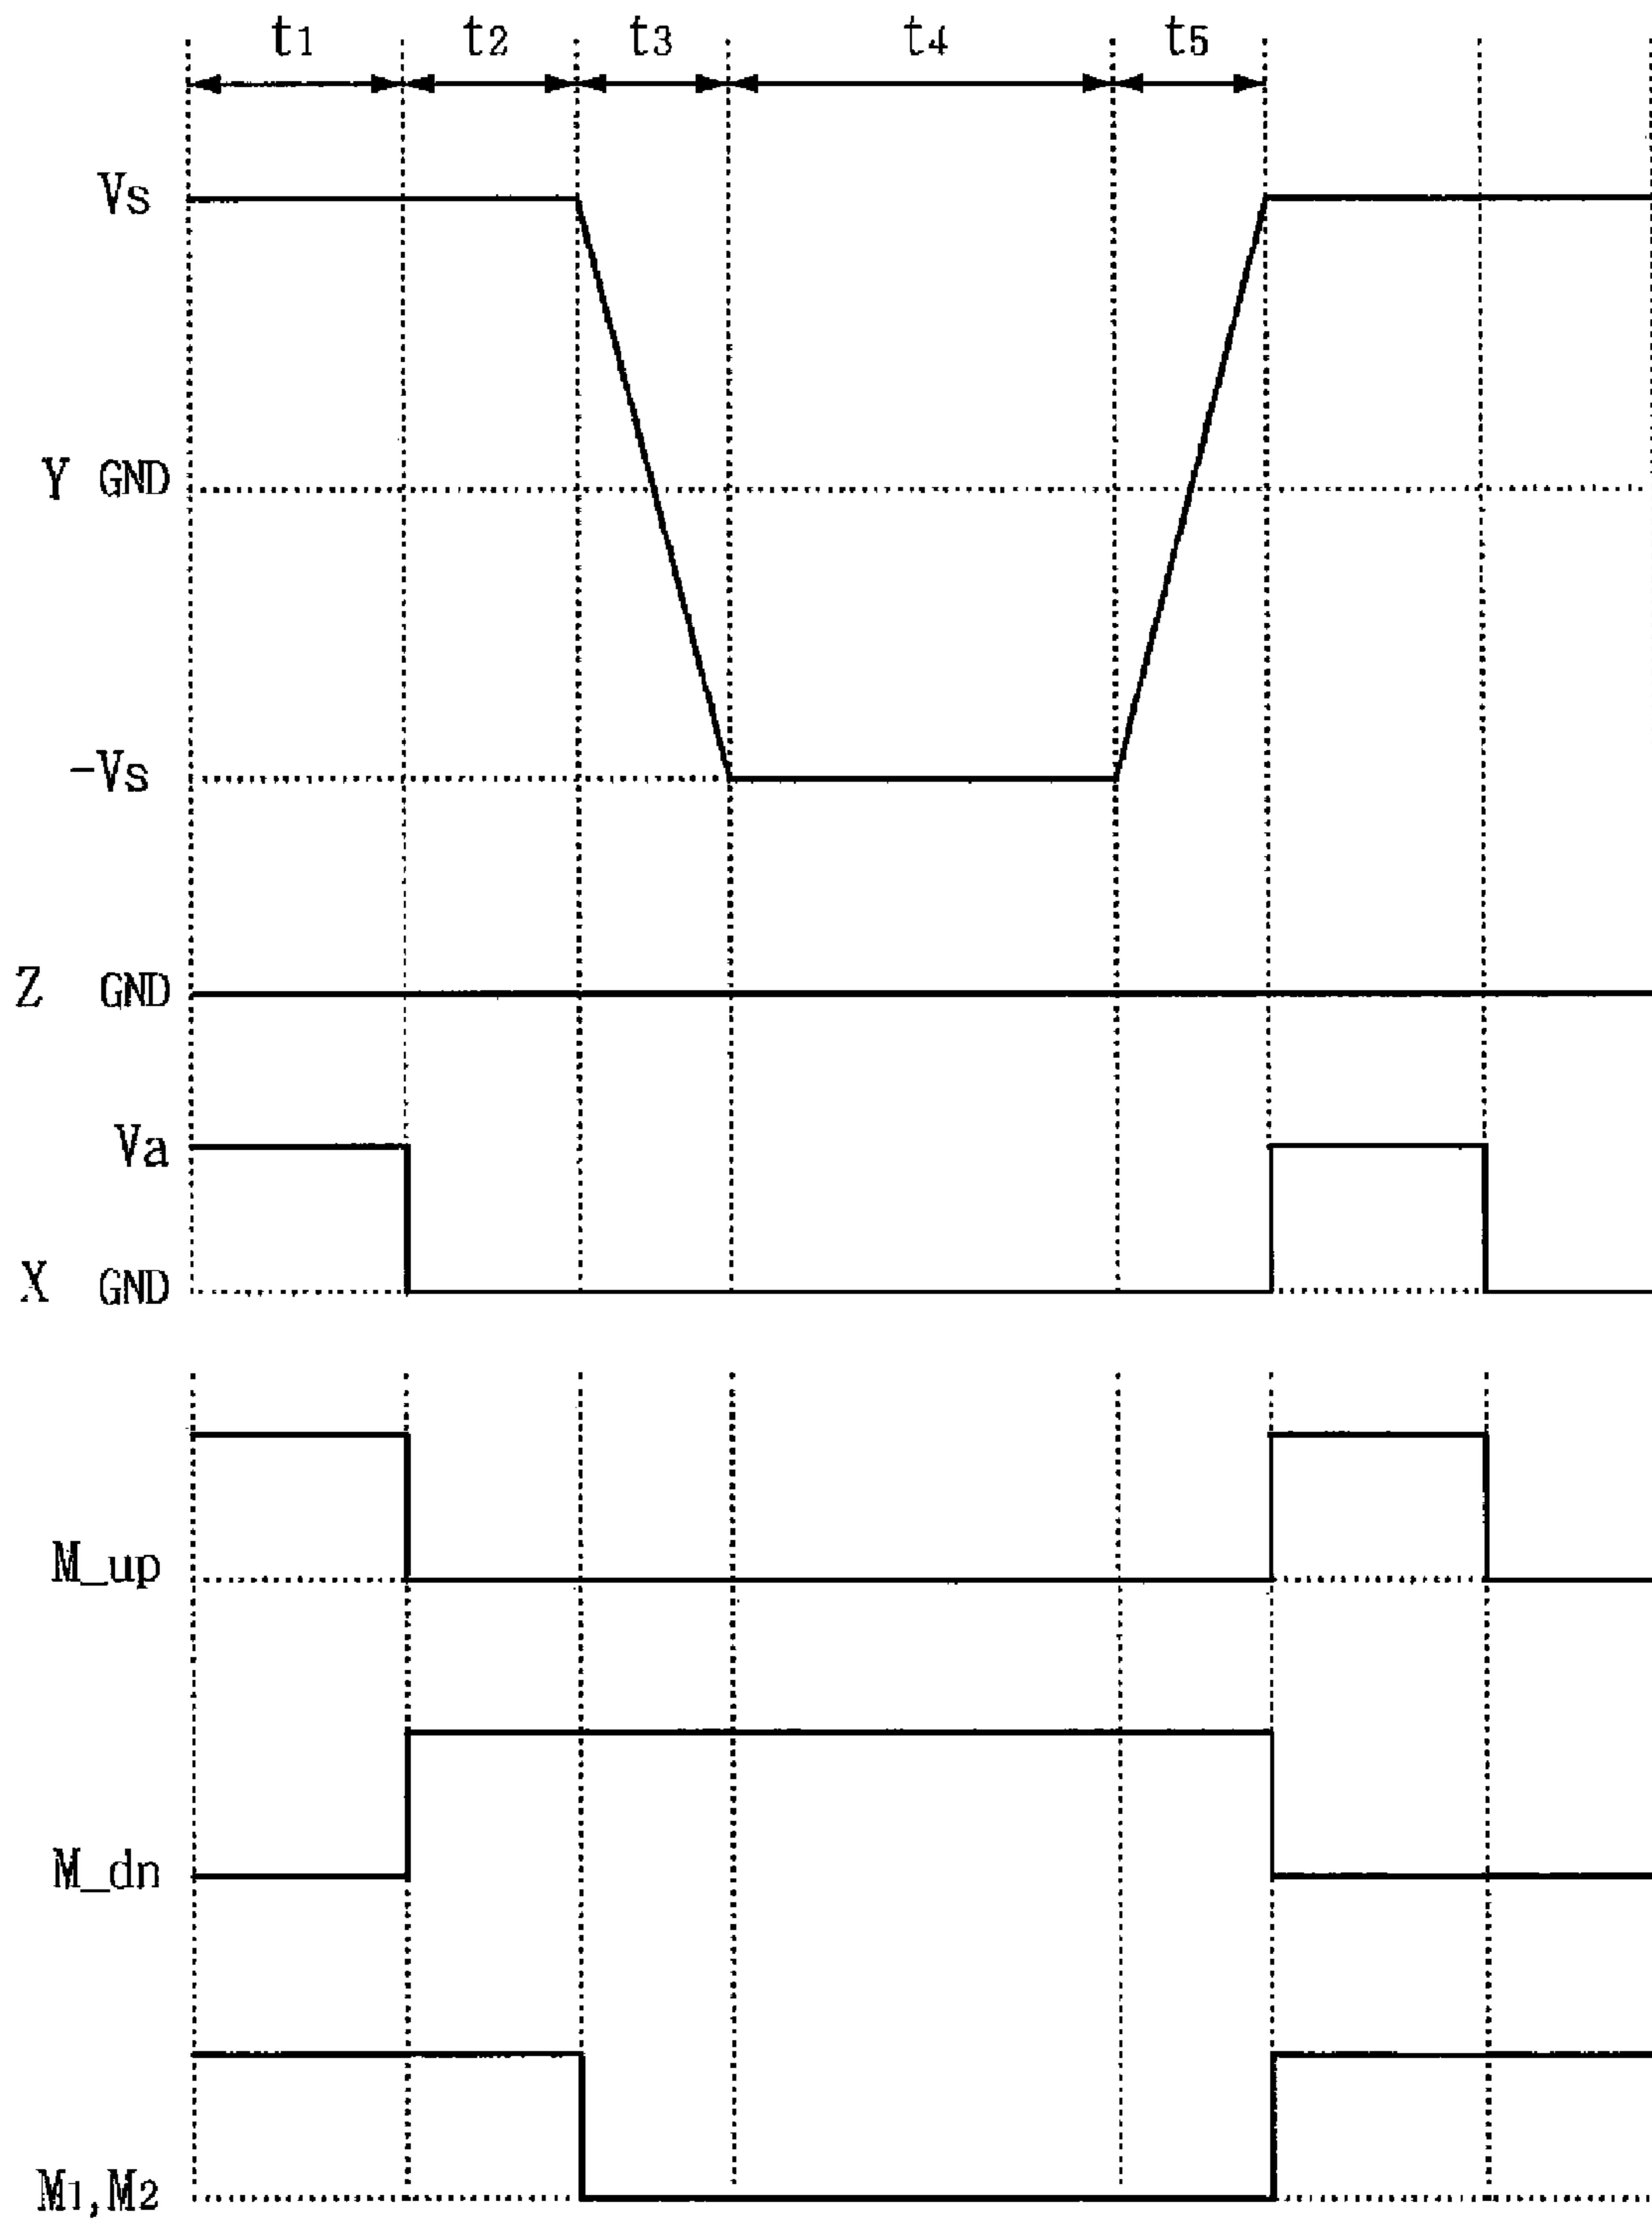 t1 t2 t3 t4 t5
Vs
Y GND
-Vs
Z GND
Va
X GND
M_up
M_dn
M1,M2